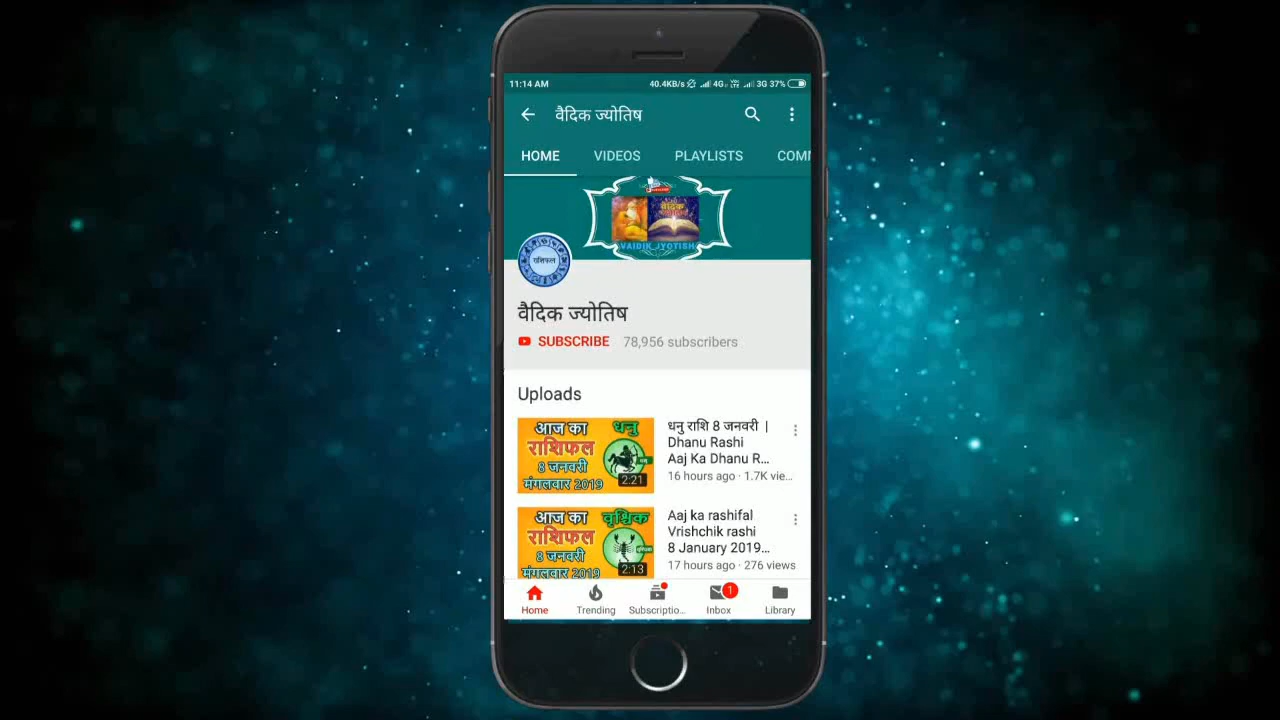 11:14 AM 40.4KB/s 4G 3G 37%
वैदिक ज्योतिष
HOME VIDEOS PLAYLISTS COM
वैदिक
VAIDIK JYOTISH
राशिफल
वैदिक ज्योतिष
SUBSCRIBE 78,956 subscribers
Uploads
आज का धनु
राशिफल
8 जनवरी
मंगलवार 2019
2:21
धनु राशि 8 जनवरी |
Dhanu Rashi
Aaj Ka Dhanu R...
16 hours ago · 1.7K vie...
आज का वृश्चिक
राशिफल
8 जनवरी
मंगलवार 2019
2:13
Aaj ka rashifal
Vrishchik rashi
8 January 2019...
17 hours ago · 276 views
1
Home Trending Subscriptio... Inbox Library